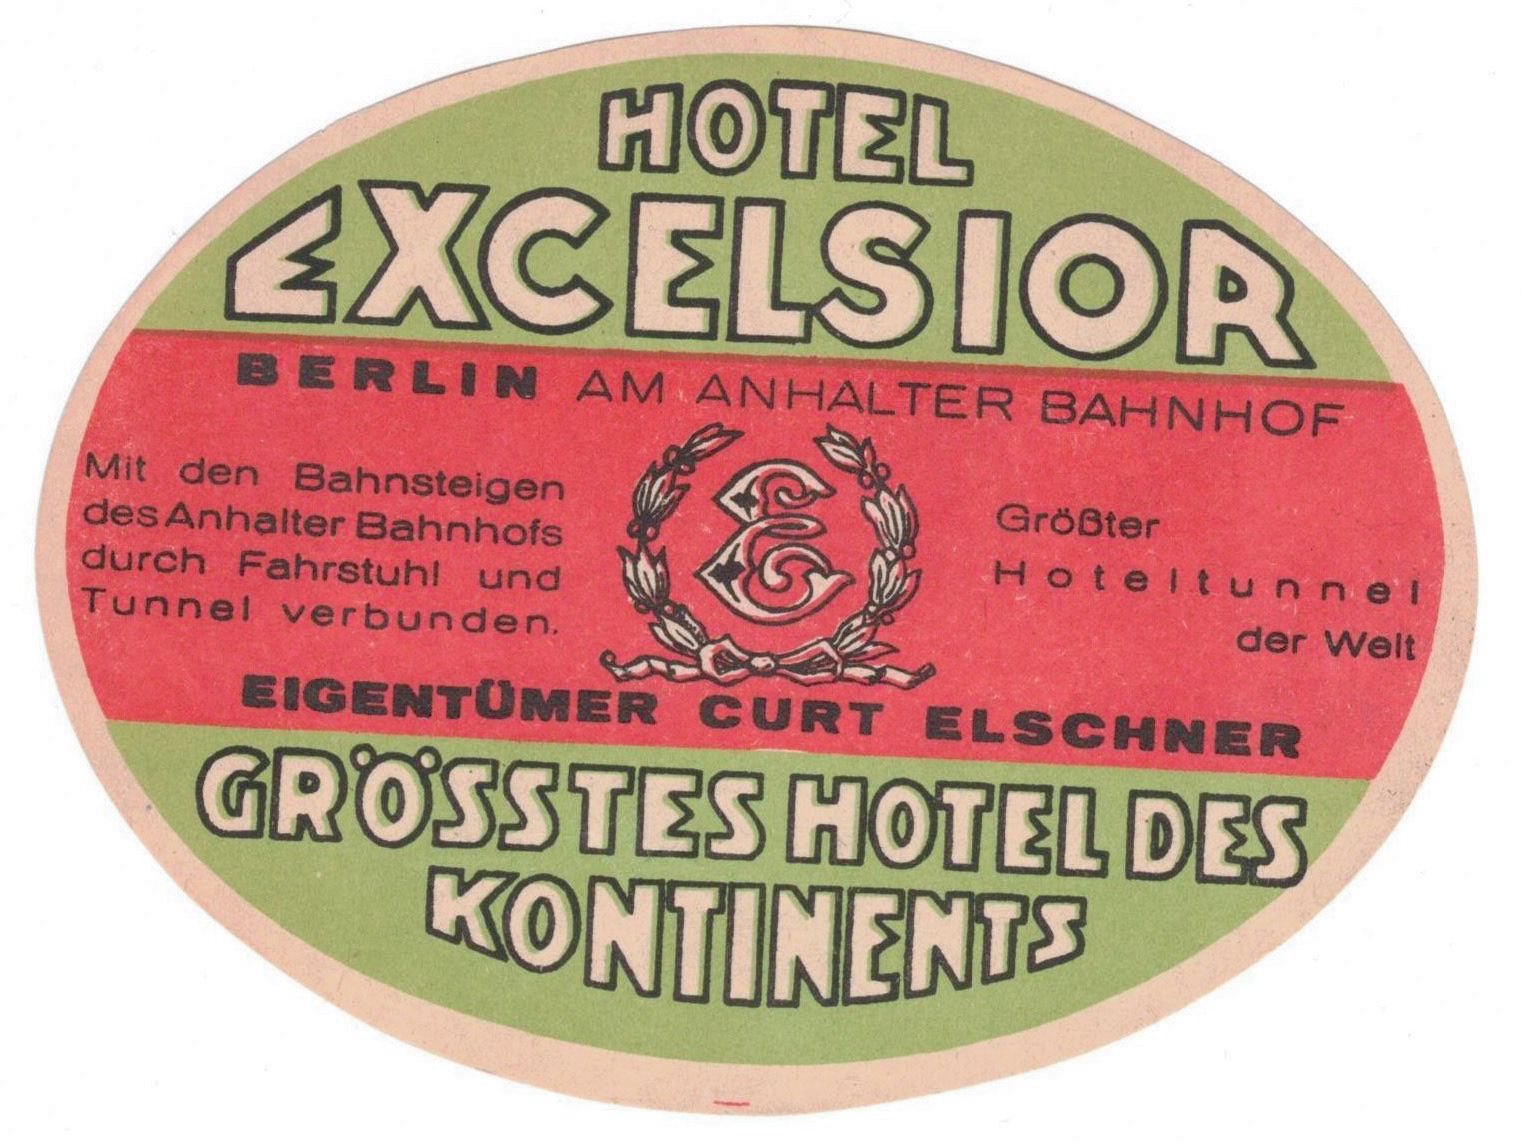 HOTEL
EXCELSIOR
BERLIN AM ANHALTER BAHNHOF
Mit den Bahnsteigen
des Anhalter Bahnhofs
durch Fahrstuhl und
Tunnel verbunden.
E
Größter
Hoteltunnel
der Welt
EIGENTÜMER CURT ELSCHNER
GRÖSSTES HOTEL DES
KONTINENTS